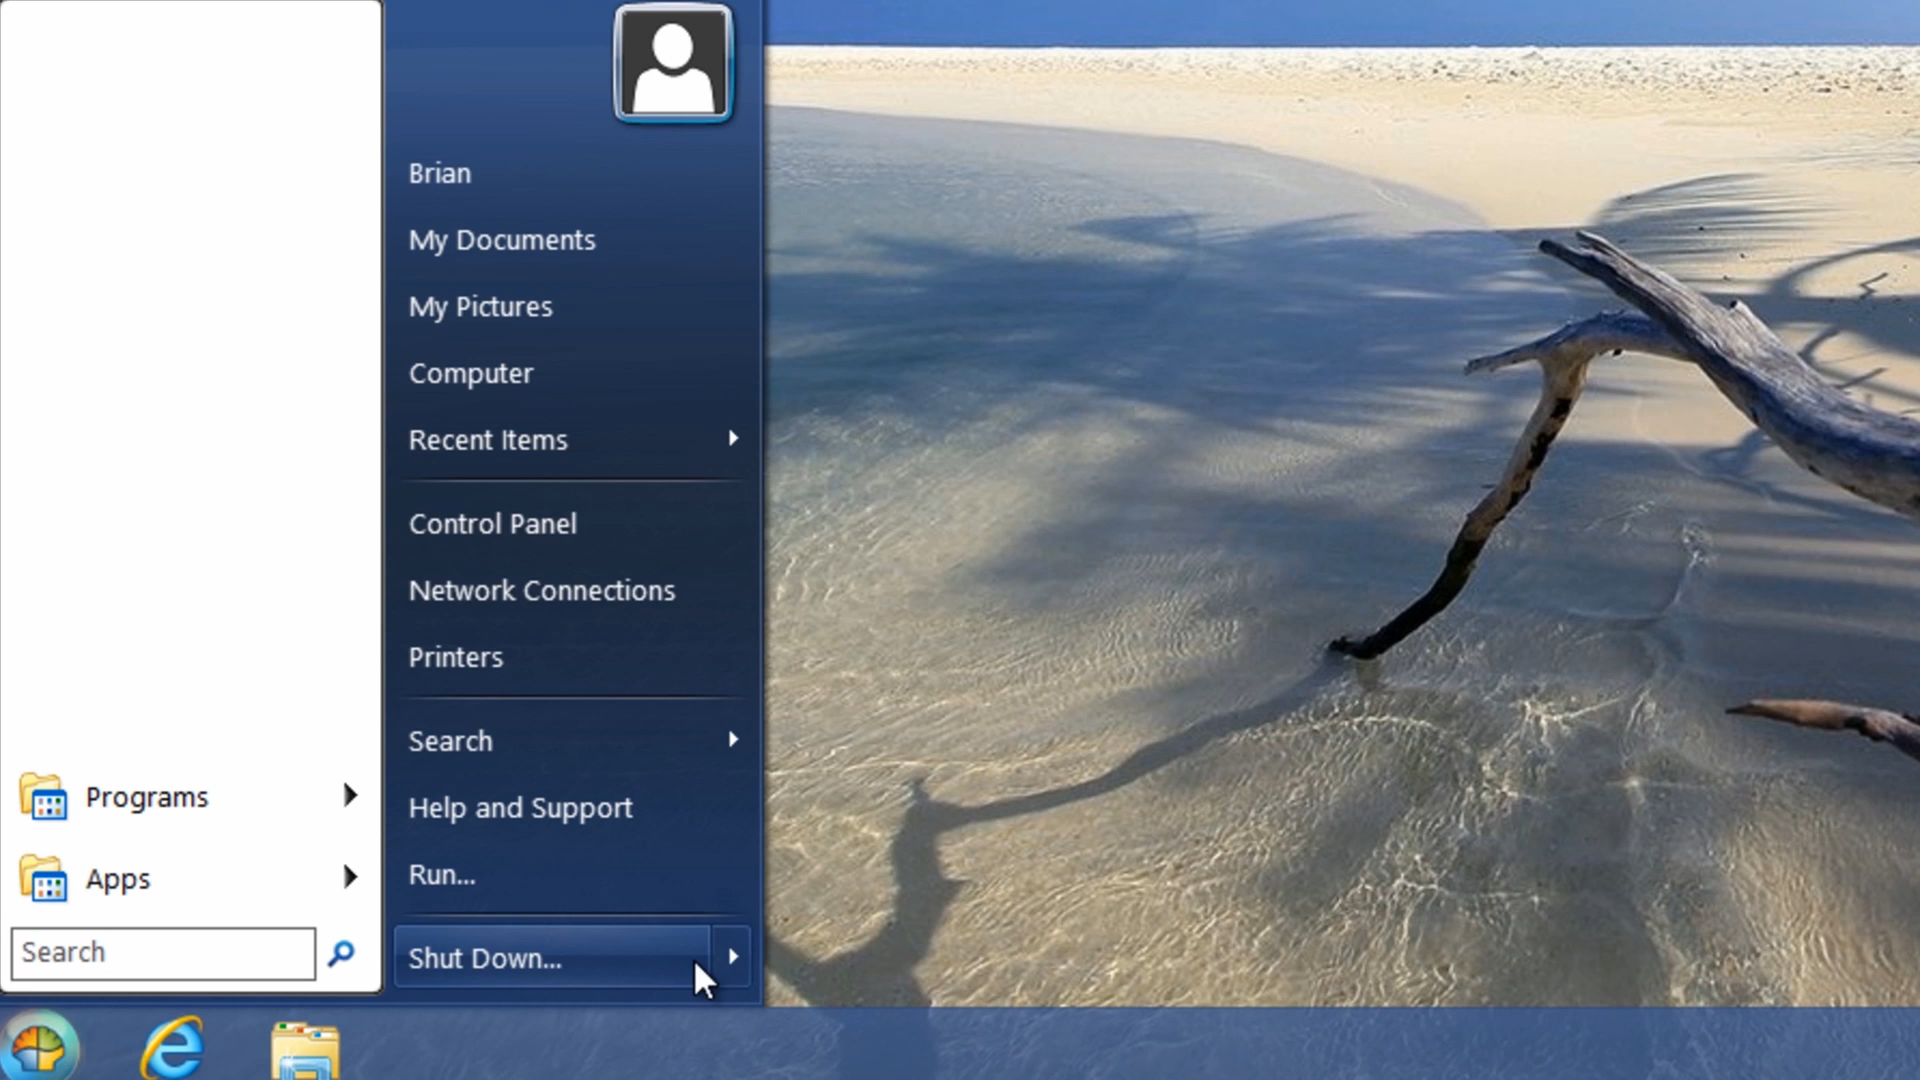 Brian
My Documents
My Pictures
Computer
Recent Items
Control Panel
Network Connections
Printers
Search
Help and Support
Run...
Shut Down...
Programs
Apps
Search